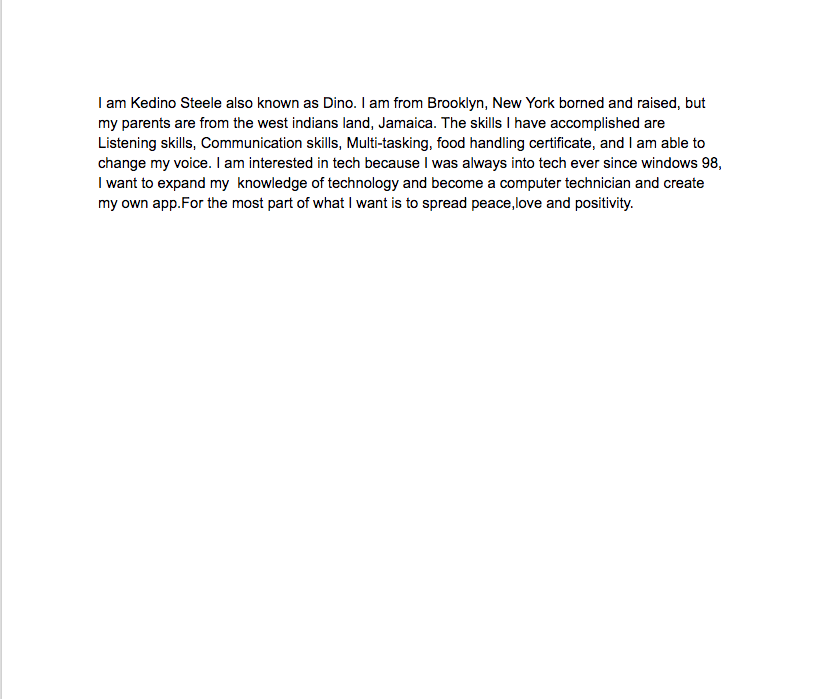 I am Kedino Steele also known as Dino. I am from Brooklyn, New York borned and raised, but
my parents are from the west indians land, Jamaica. The skills I have accomplished are
Listening skills, Communication skills, Multi-tasking, food handling certificate, and I am able to
change my voice. I am interested in tech because I was always into tech ever since windows 98,
I want to expand my  knowledge of technology and become a computer technician and create
my own app.For the most part of what I want is to spread peace,love and positivity.